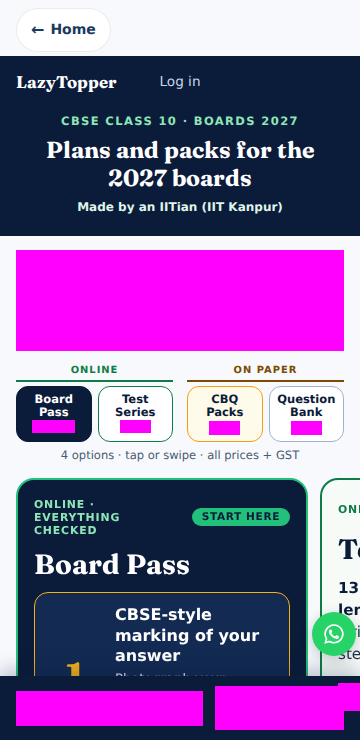 ← Home
LazyTopper
Log in
CBSE CLASS 10 · BOARDS 2027
Plans and packs for the
2027 boards
Made by an IITian (IIT Kanpur)
ONLINE
ON PAPER
Board
Pass
Test
Series
CBQ
Packs
Question
Bank
4 options · tap or swipe · all prices + GST
ONLINE ·
EVERYTHING
CHECKED
START HERE
Board Pass
CBSE-style
marking of your
answer
13